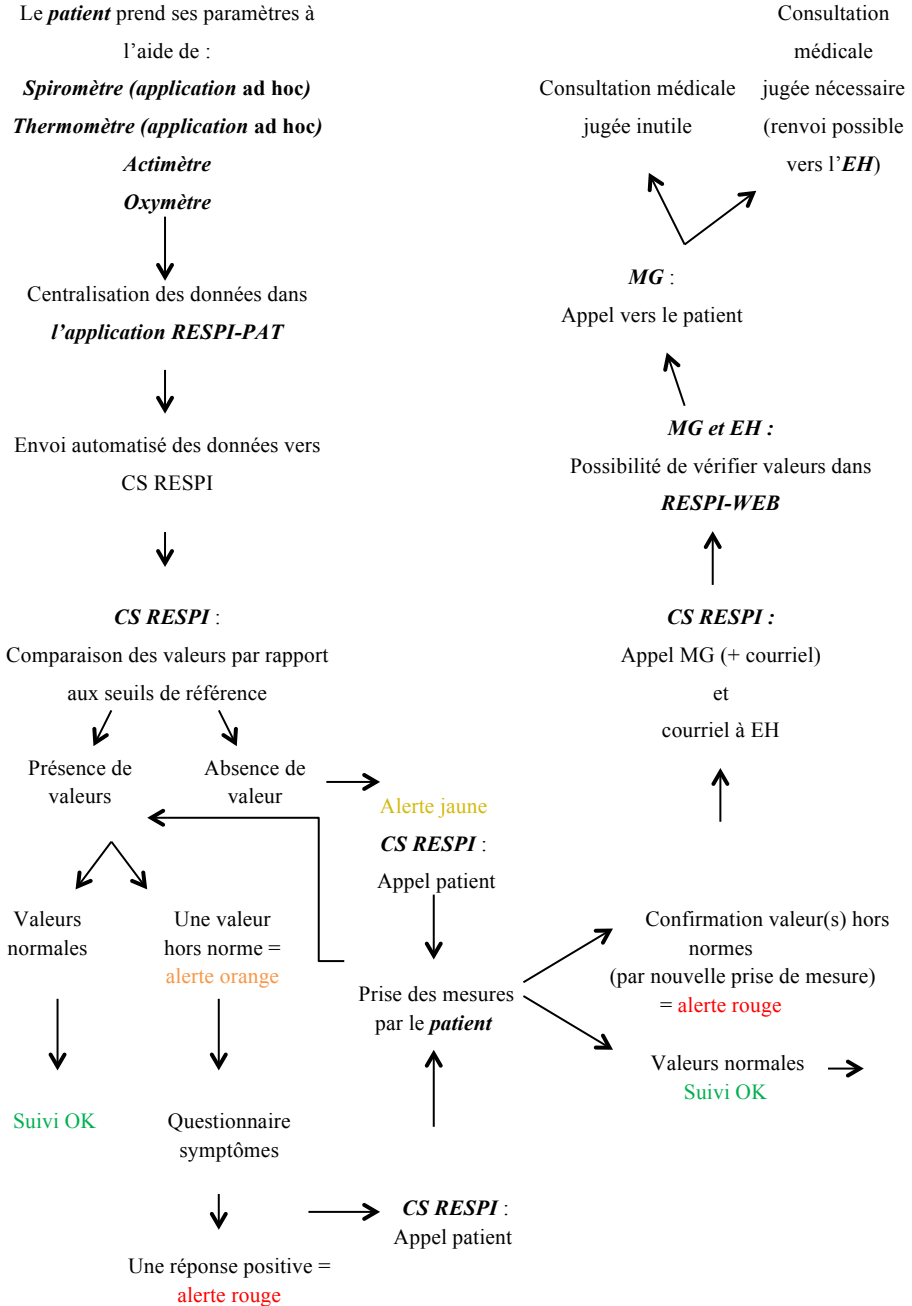 Le patient prend ses paramètres à
l’aide de :
Spiromètre (application ad hoc)
Thermomètre (application ad hoc)
Actimètre
Oxymètre
Centralisation des données dans
l’application RESPI-PAT
Envoi automatisé des données vers
CS RESPI
CS RESPI :
Comparaison des valeurs par rapport
aux seuils de référence
Présence de
valeurs
Absence de
valeur
Alerte jaune
CS RESPI :
Appel patient
Valeurs
normales
Une valeur
hors norme =
alerte orange
Prise des mesures
par le patient
Suivi OK
Questionnaire
symptômes
CS RESPI :
Appel patient
Une réponse positive =
alerte rouge
Confirmation valeur(s) hors
normes
(par nouvelle prise de mesure)
= alerte rouge
Valeurs normales
Suivi OK
CS RESPI :
Appel MG (+ courriel)
et
courriel à EH
MG et EH :
Possibilité de vérifier valeurs dans
RESPI-WEB
MG :
Appel vers le patient
Consultation médicale
jugée inutile
Consultation
médicale
jugée nécessaire
(renvoi possible
vers l’EH)